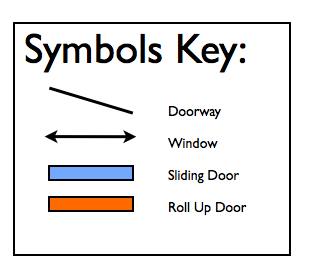 Symbols Key:
Doorway
Window
Sliding Door
Roll Up Door